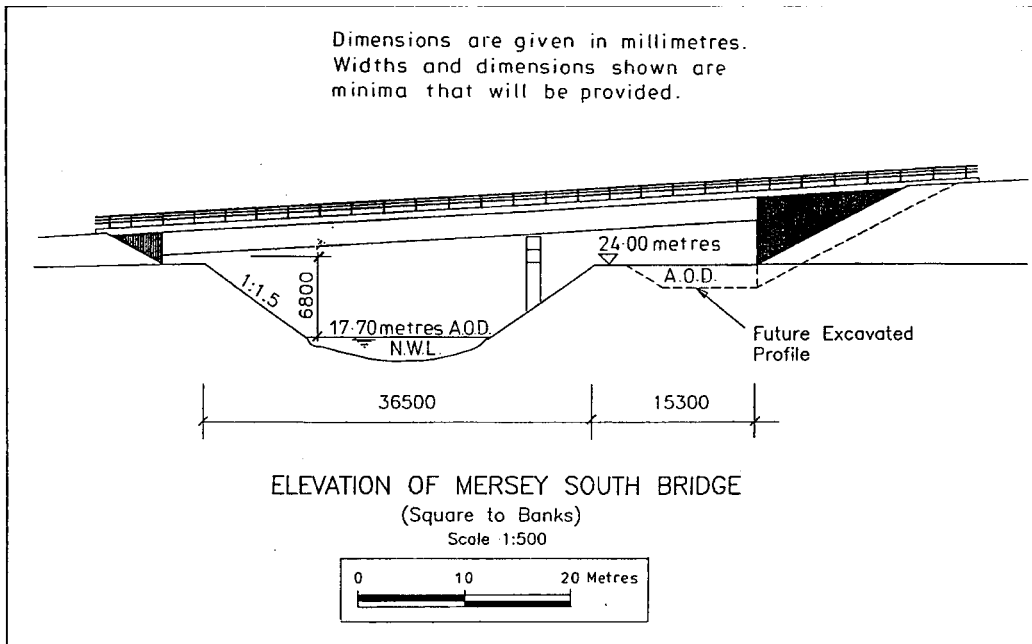 Dimensions are given in millimetres.
Widths and dimensions shown are
minima that will be provided.
24·00 metres
A.O.D.
1:1.5
6800
17·70 metres A.O.D.
N.W.L.
Future Excavated
Profile
36500
15300
ELEVATION OF MERSEY SOUTH BRIDGE
(Square to Banks)
Scale 1:500
0 10 20 Metres